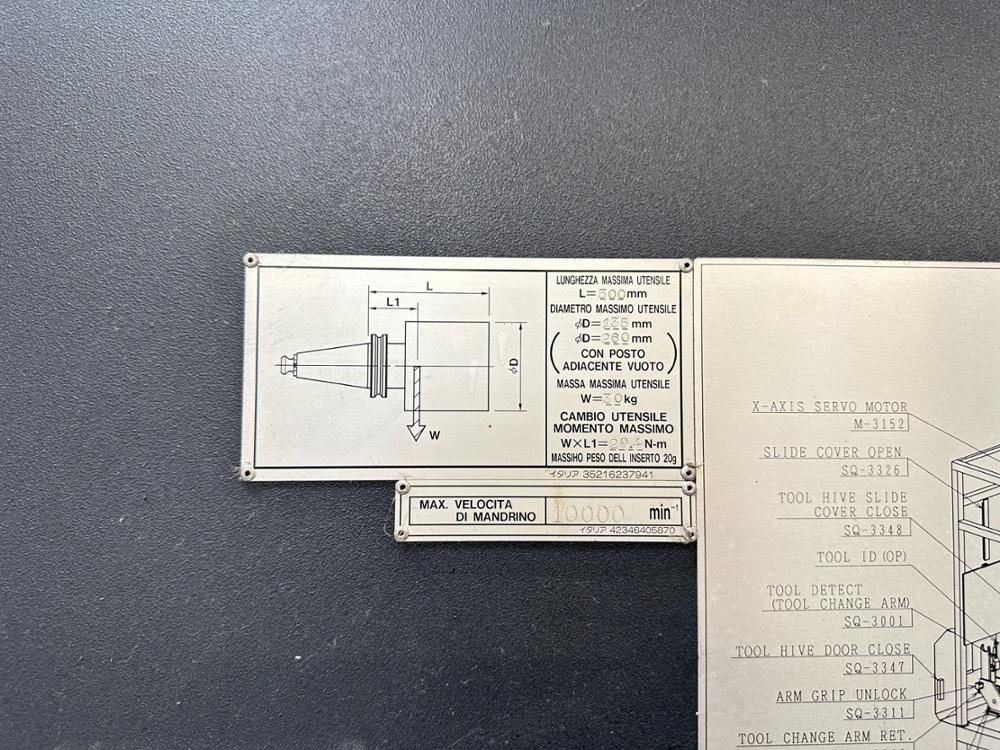 L
L1
φD
W
LUNGHEZZA MASSIMA UTENSILE
L=500mm
DIAMETRO MASSIMO UTENSILE
φD=135 mm
φD=260 mm
(CON POSTO
ADIACENTE VUOTO)
MASSA MASSIMA UTENSILE
W=30kg
CAMBIO UTENSILE
MOMENTO MASSIMO
W×L1=29.4N-m
MASSIHO PESO DELL INSERTO 20g
イタリア 35216237941
MAX. VELOCITA
DI MANDRINO
10000 min⁻¹
イタリア 42346405870
X-AXIS SERVO MOTOR
M-3152
SLIDE COVER OPEN
SQ-3326
TOOL HIVE SLIDE
COVER CLOSE
SQ-3348
TOOL ID (OP)
TOOL DETECT
(TOOL CHANGE ARM)
SQ-3001
TOOL HIVE DOOR CLOSE
SQ-3347
ARM GRIP UNLOCK
SQ-3311
TOOL CHANGE ARM RET.